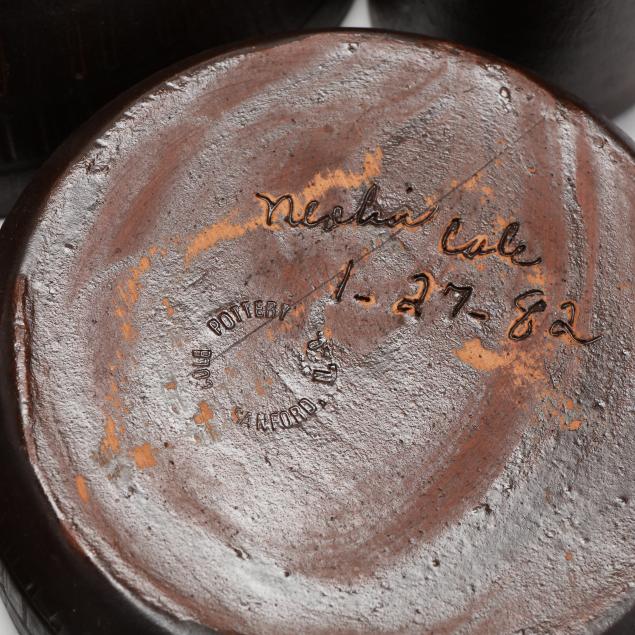 Neolia Cole
1-27-82
COLE POTTERY
SANFORD, N.C.